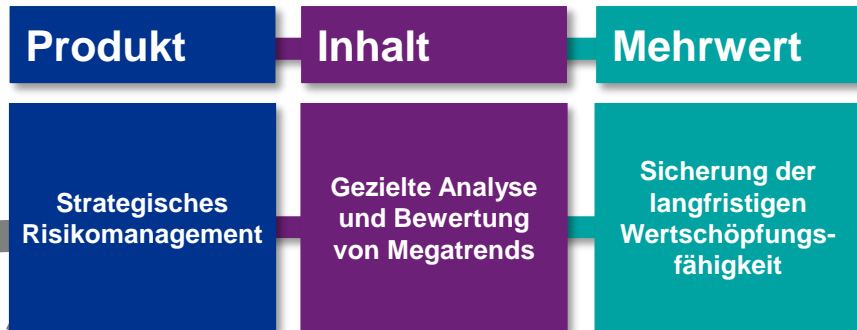 Produkt
Inhalt
Mehrwert
Strategisches
Risikomanagement
Gezielte Analyse
und Bewertung
von Megatrends
Sicherung der
langfristigen
Wertschöpfungs-
fähigkeit